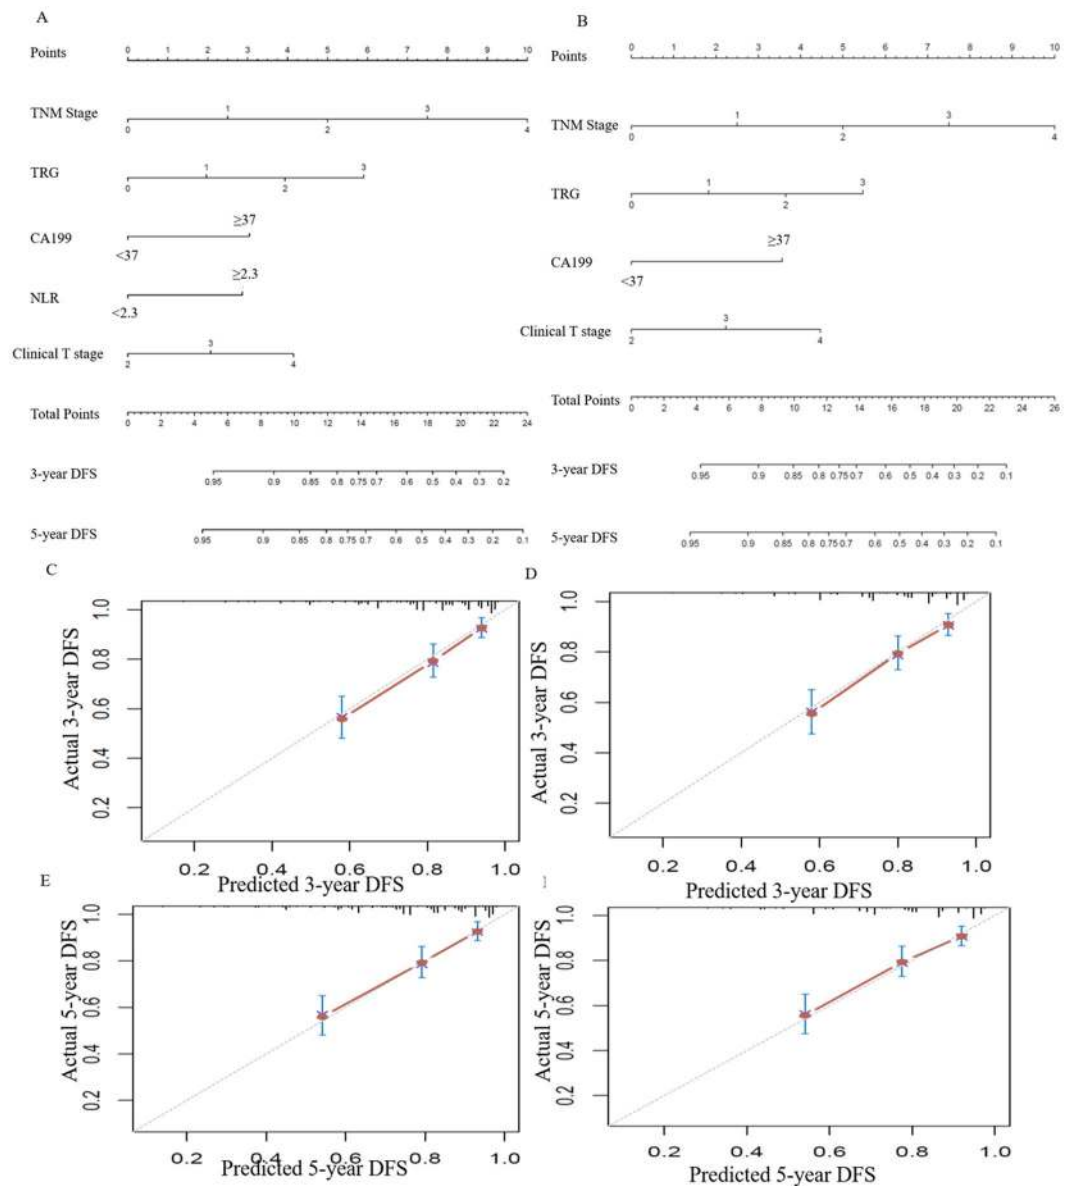 A
Points
0 1 2 3 4 5 6 7 8 9 10
TNM Stage
1 3
0 2 4
TRG
1 3
0 2
CA199
≥37
<37
NLR
≥2.3
<2.3
Clinical T stage
3
2 4
Total Points
0 2 4 6 8 10 12 14 16 18 20 22 24
3-year DFS
0.95 0.9 0.85 0.8 0.75 0.7 0.6 0.5 0.4 0.3 0.2
5-year DFS
0.95 0.9 0.85 0.8 0.75 0.7 0.6 0.5 0.4 0.3 0.2 0.1
B
Points
0 1 2 3 4 5 6 7 8 9 10
TNM Stage
1 3
0 2 4
TRG
1 3
0 2
CA199
≥37
<37
Clinical T stage
3
2 4
Total Points
0 2 4 6 8 10 12 14 16 18 20 22 24 26
3-year DFS
0.95 0.9 0.85 0.8 0.75 0.7 0.6 0.5 0.4 0.3 0.2 0.1
5-year DFS
0.95 0.9 0.85 0.8 0.75 0.7 0.6 0.5 0.4 0.3 0.2 0.1
C
Actual 3-year DFS
0.2 0.4 0.6 0.8 1.0
0.2 0.4 0.6 0.8 1.0
Predicted 3-year DFS
D
Actual 3-year DFS
0.2 0.4 0.6 0.8 1.0
0.2 0.4 0.6 0.8 1.0
Predicted 3-year DFS
E
Actual 5-year DFS
0.2 0.4 0.6 0.8 1.0
0.2 0.4 0.6 0.8 1.0
Predicted 5-year DFS
Actual 5-year DFS
0.2 0.4 0.6 0.8 1.0
0.2 0.4 0.6 0.8 1.0
Predicted 5-year DFS